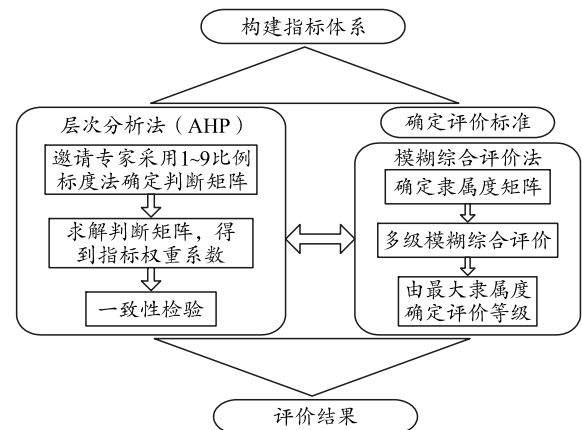 构建指标体系
层次分析法（AHP）
邀请专家采用1~9比例
标度法确定判断矩阵
求解判断矩阵，得
到指标权重系数
一致性检验
确定评价标准
模糊综合评价法
确定隶属度矩阵
多级模糊综合评价
由最大隶属度
确定评价等级
评价结果